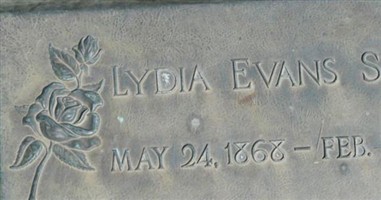 LYDIA EVANS S
MAY 24, 1868 – FEB.